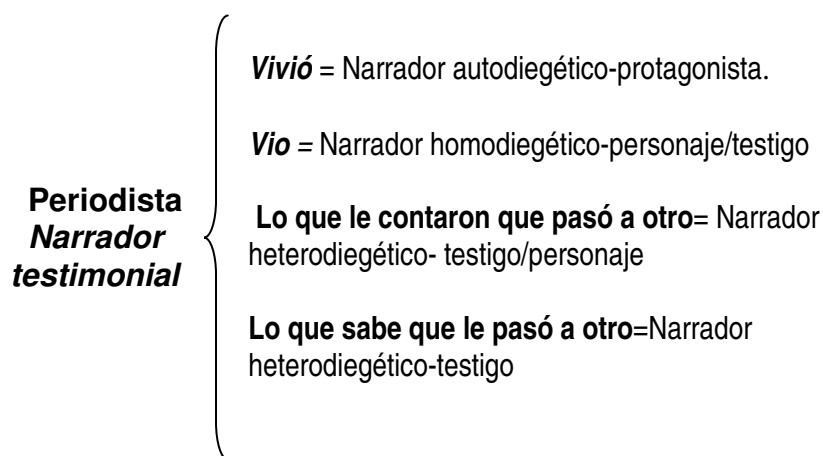 Periodista
Narrador
testimonial
Vivió = Narrador autodiegético-protagonista.
Vio = Narrador homodiegético-personaje/testigo
Lo que le contaron que pasó a otro= Narrador
heterodiegético- testigo/personaje
Lo que sabe que le pasó a otro=Narrador
heterodiegético-testigo